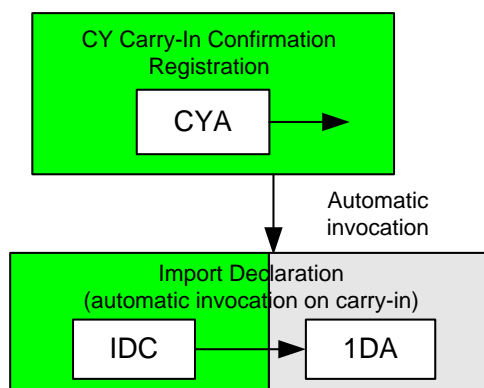 CY Carry-In Confirmation
Registration
CYA
Automatic
invocation
Import Declaration
(automatic invocation on carry-in)
IDC
1DA